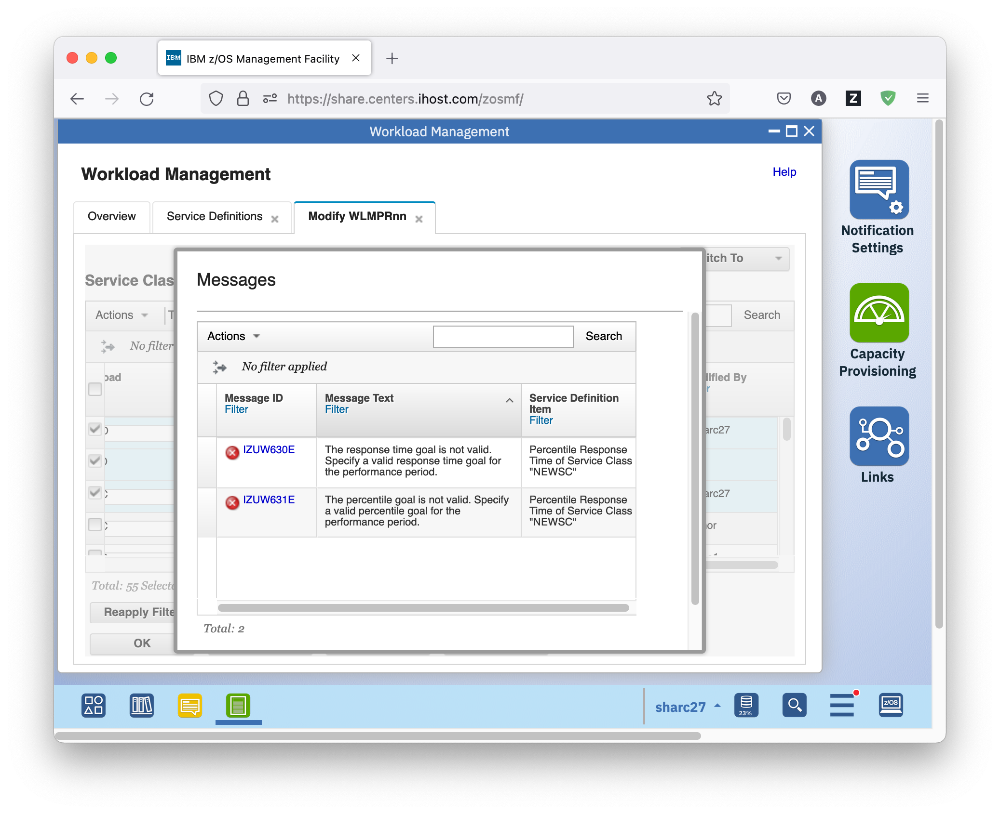 IBM
IBM z/OS Management Facility
https://share.centers.ihost.com/zosmf/
A
Z
Workload Management
Workload Management
Help
Overview
Service Definitions
Modify WLMPRnn
itch To
Service Clas
Actions
T
Search
No filter
oad
dified By
er
arc27
arc27
nor
Total: 55 Selecte
Reapply Filte
OK
Messages
Actions
Search
No filter applied
Message ID
Filter
Message Text
Filter
Service Definition
Item
Filter
IZUW630E
The response time goal is not valid.
Specify a valid response time goal for
the performance period.
Percentile Response
Time of Service Class
"NEWSC"
IZUW631E
The percentile goal is not valid. Specify
a valid percentile goal for the
performance period.
Percentile Response
Time of Service Class
"NEWSC"
Total: 2
Notification
Settings
Capacity
Provisioning
Links
sharc27
23%
z/OS